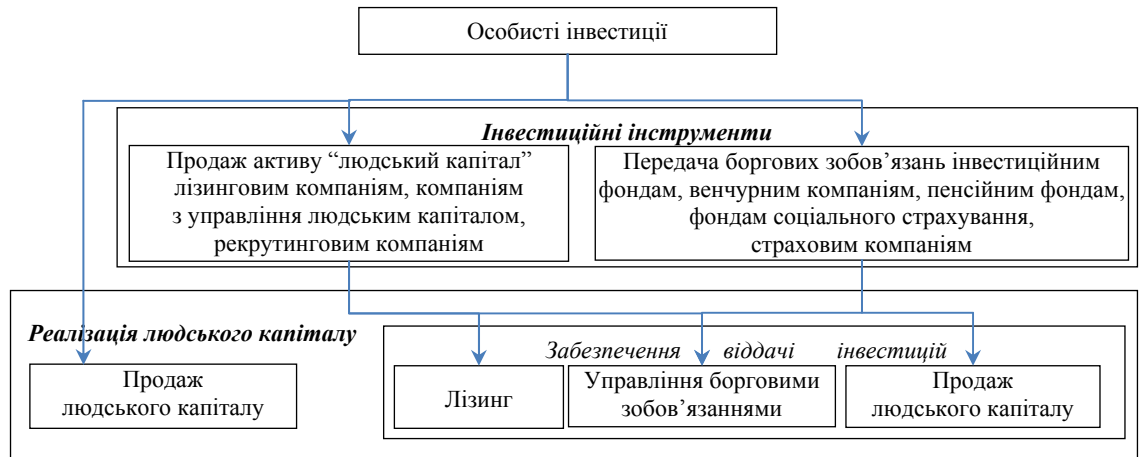 Особисті інвестиції
Інвестиційні інструменти
Продаж активу “людський капітал”
лізинговим компаніям, компаніям
з управління людським капіталом,
рекрутинговим компаніям
Передача боргових зобов’язань інвестиційним
фондам, венчурним компаніям, пенсійним фондам,
фондам соціального страхування,
страховим компаніям
Реалізація людського капіталу
Забезпечення віддачі інвестицій
Продаж
людського капіталу
Лізинг
Управління борговими
зобов’язаннями
Продаж
людського капіталу